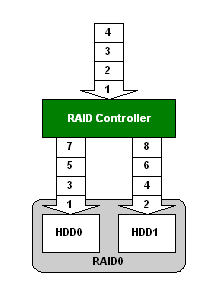 4
3
2
1
RAID Controller
7 8
5 6
3 4
1 2
HDD0 HDD1
RAID0